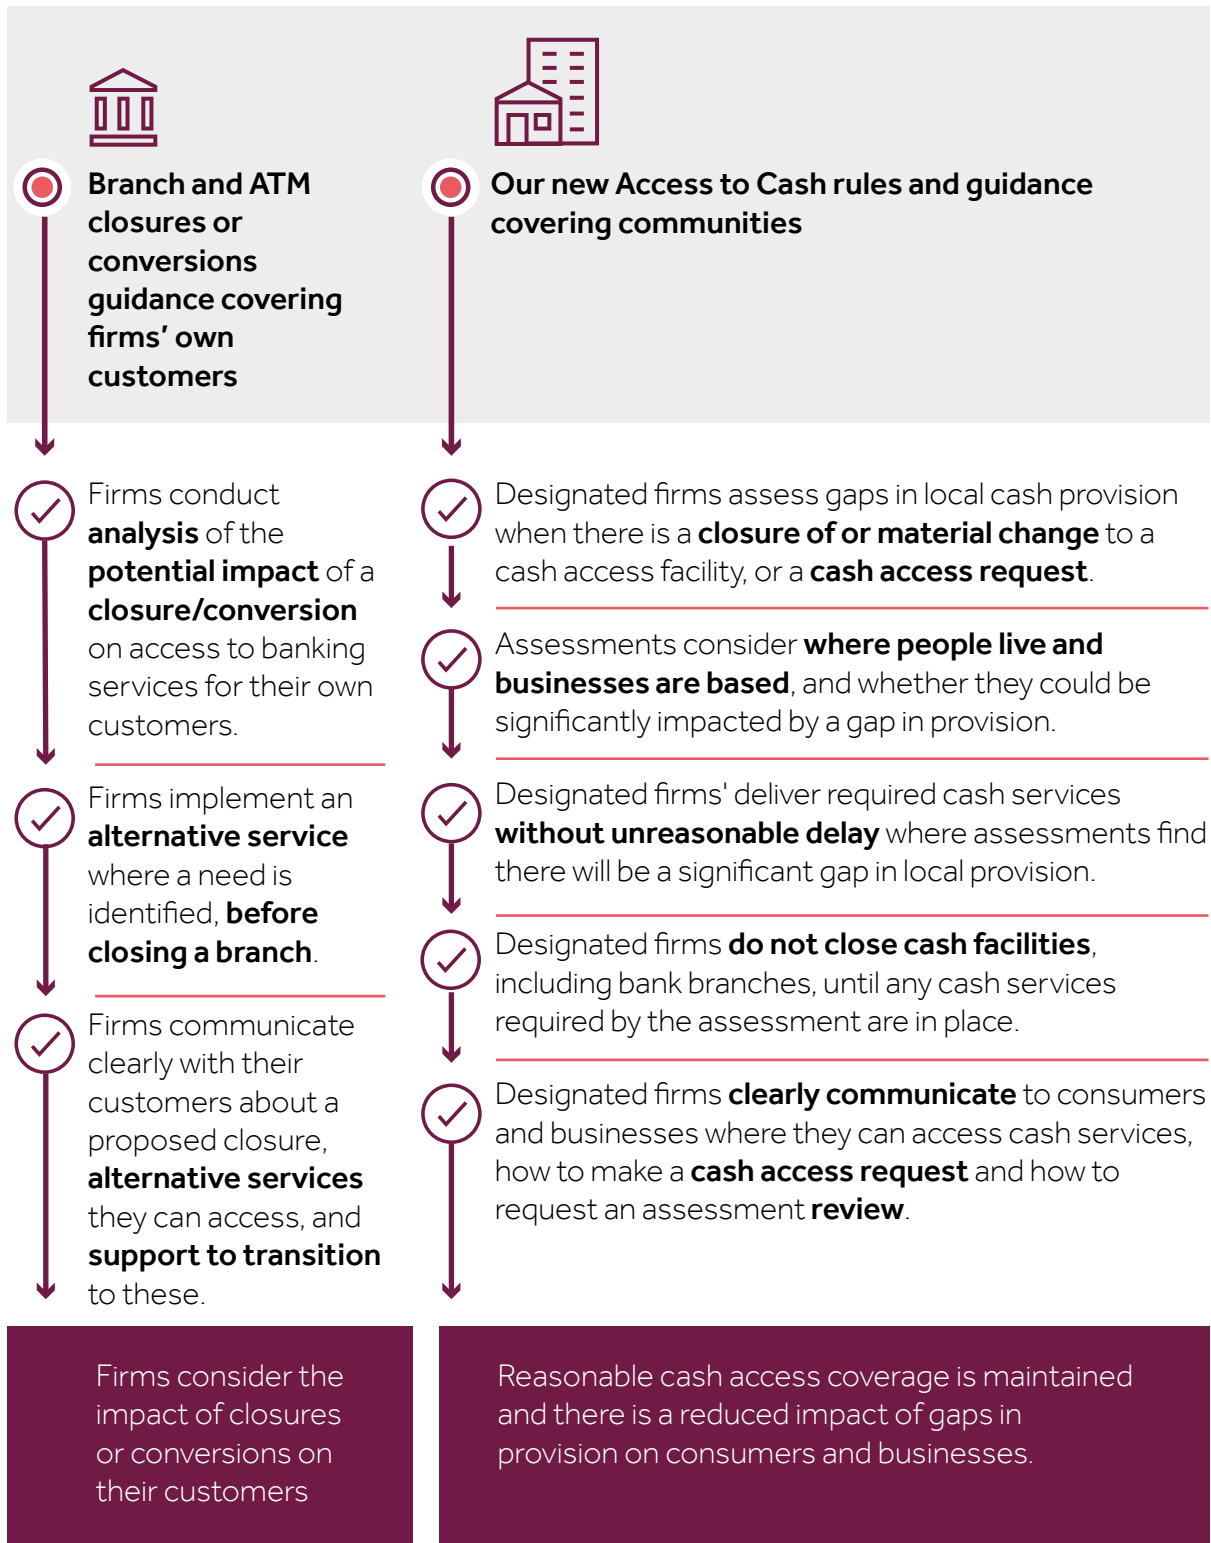 Branch and ATM
closures or
conversions
guidance covering
firms’ own
customers
Our new Access to Cash rules and guidance
covering communities
Firms conduct
analysis of the
potential impact of a
closure/conversion
on access to banking
services for their own
customers.
Firms implement an
alternative service
where a need is
identified, before
closing a branch.
Firms communicate
clearly with their
customers about a
proposed closure,
alternative services
they can access, and
support to transition
to these.
Firms consider the
impact of closures
or conversions on
their customers
Designated firms assess gaps in local cash provision
when there is a closure of or material change to a
cash access facility, or a cash access request.
Assessments consider where people live and
businesses are based, and whether they could be
significantly impacted by a gap in provision.
Designated firms' deliver required cash services
without unreasonable delay where assessments find
there will be a significant gap in local provision.
Designated firms do not close cash facilities,
including bank branches, until any cash services
required by the assessment are in place.
Designated firms clearly communicate to consumers
and businesses where they can access cash services,
how to make a cash access request and how to
request an assessment review.
Reasonable cash access coverage is maintained
and there is a reduced impact of gaps in
provision on consumers and businesses.